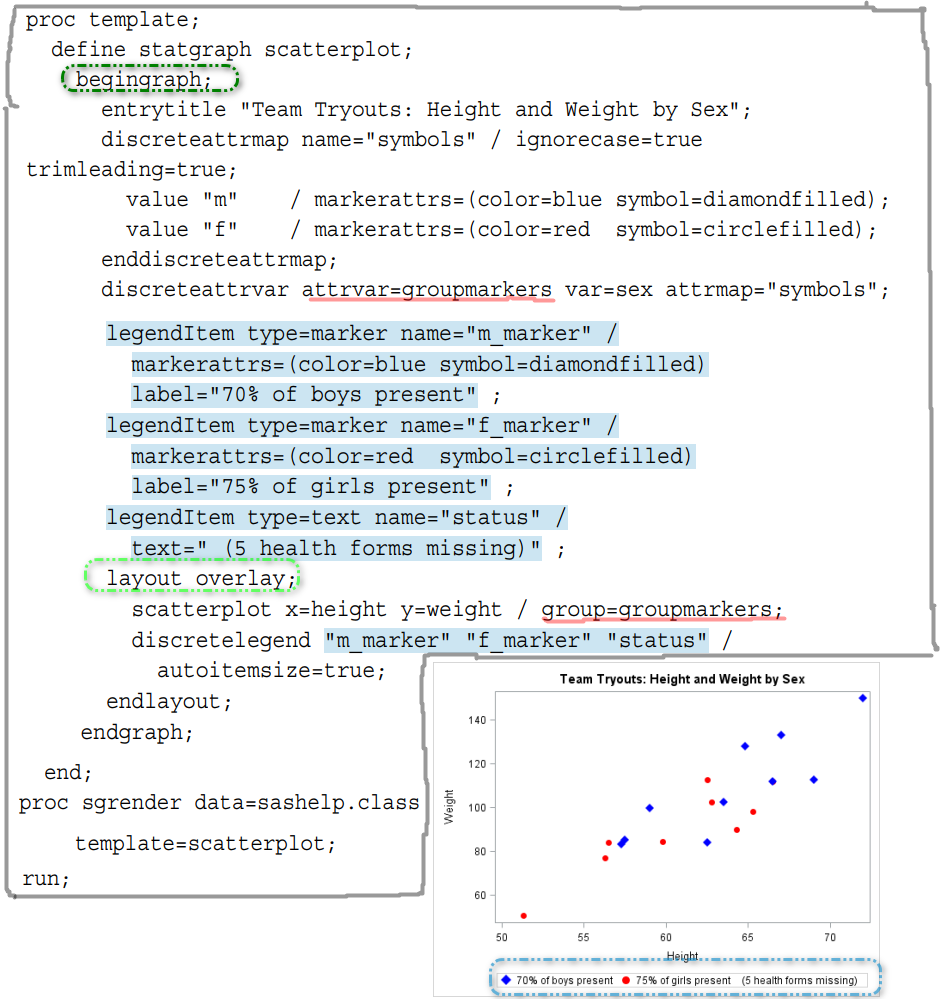 proc template;
define statgraph scatterplot;
begingraph;
entrytitle "Team Tryouts: Height and Weight by Sex";
discreteattrmap name="symbols" / ignorecase=true
trimleading=true;
value "m" / markerattrs=(color=blue symbol=diamondfilled);
value "f" / markerattrs=(color=red symbol=circlefilled);
enddiscreteattrmap;
discreteattrvar attrvar=groupmarkers var=sex attrmap="symbols";
legendItem type=marker name="m_marker" /
markerattrs=(color=blue symbol=diamondfilled)
label="70% of boys present" ;
legendItem type=marker name="f_marker" /
markerattrs=(color=red symbol=circlefilled)
label="75% of girls present" ;
legendItem type=text name="status" /
text=" (5 health forms missing)" ;
layout overlay;
scatterplot x=height y=weight / group=groupmarkers;
discretelegend "m_marker" "f_marker" "status" /
autoitemsize=true;
endlayout;
endgraph;
end;
proc sgrender data=sashelp.class
template=scatterplot;
run;
Team Tryouts: Height and Weight by Sex
Weight
140
120
100
80
60
50 55 60 65 70
Height
70% of boys present 75% of girls present (5 health forms missing)